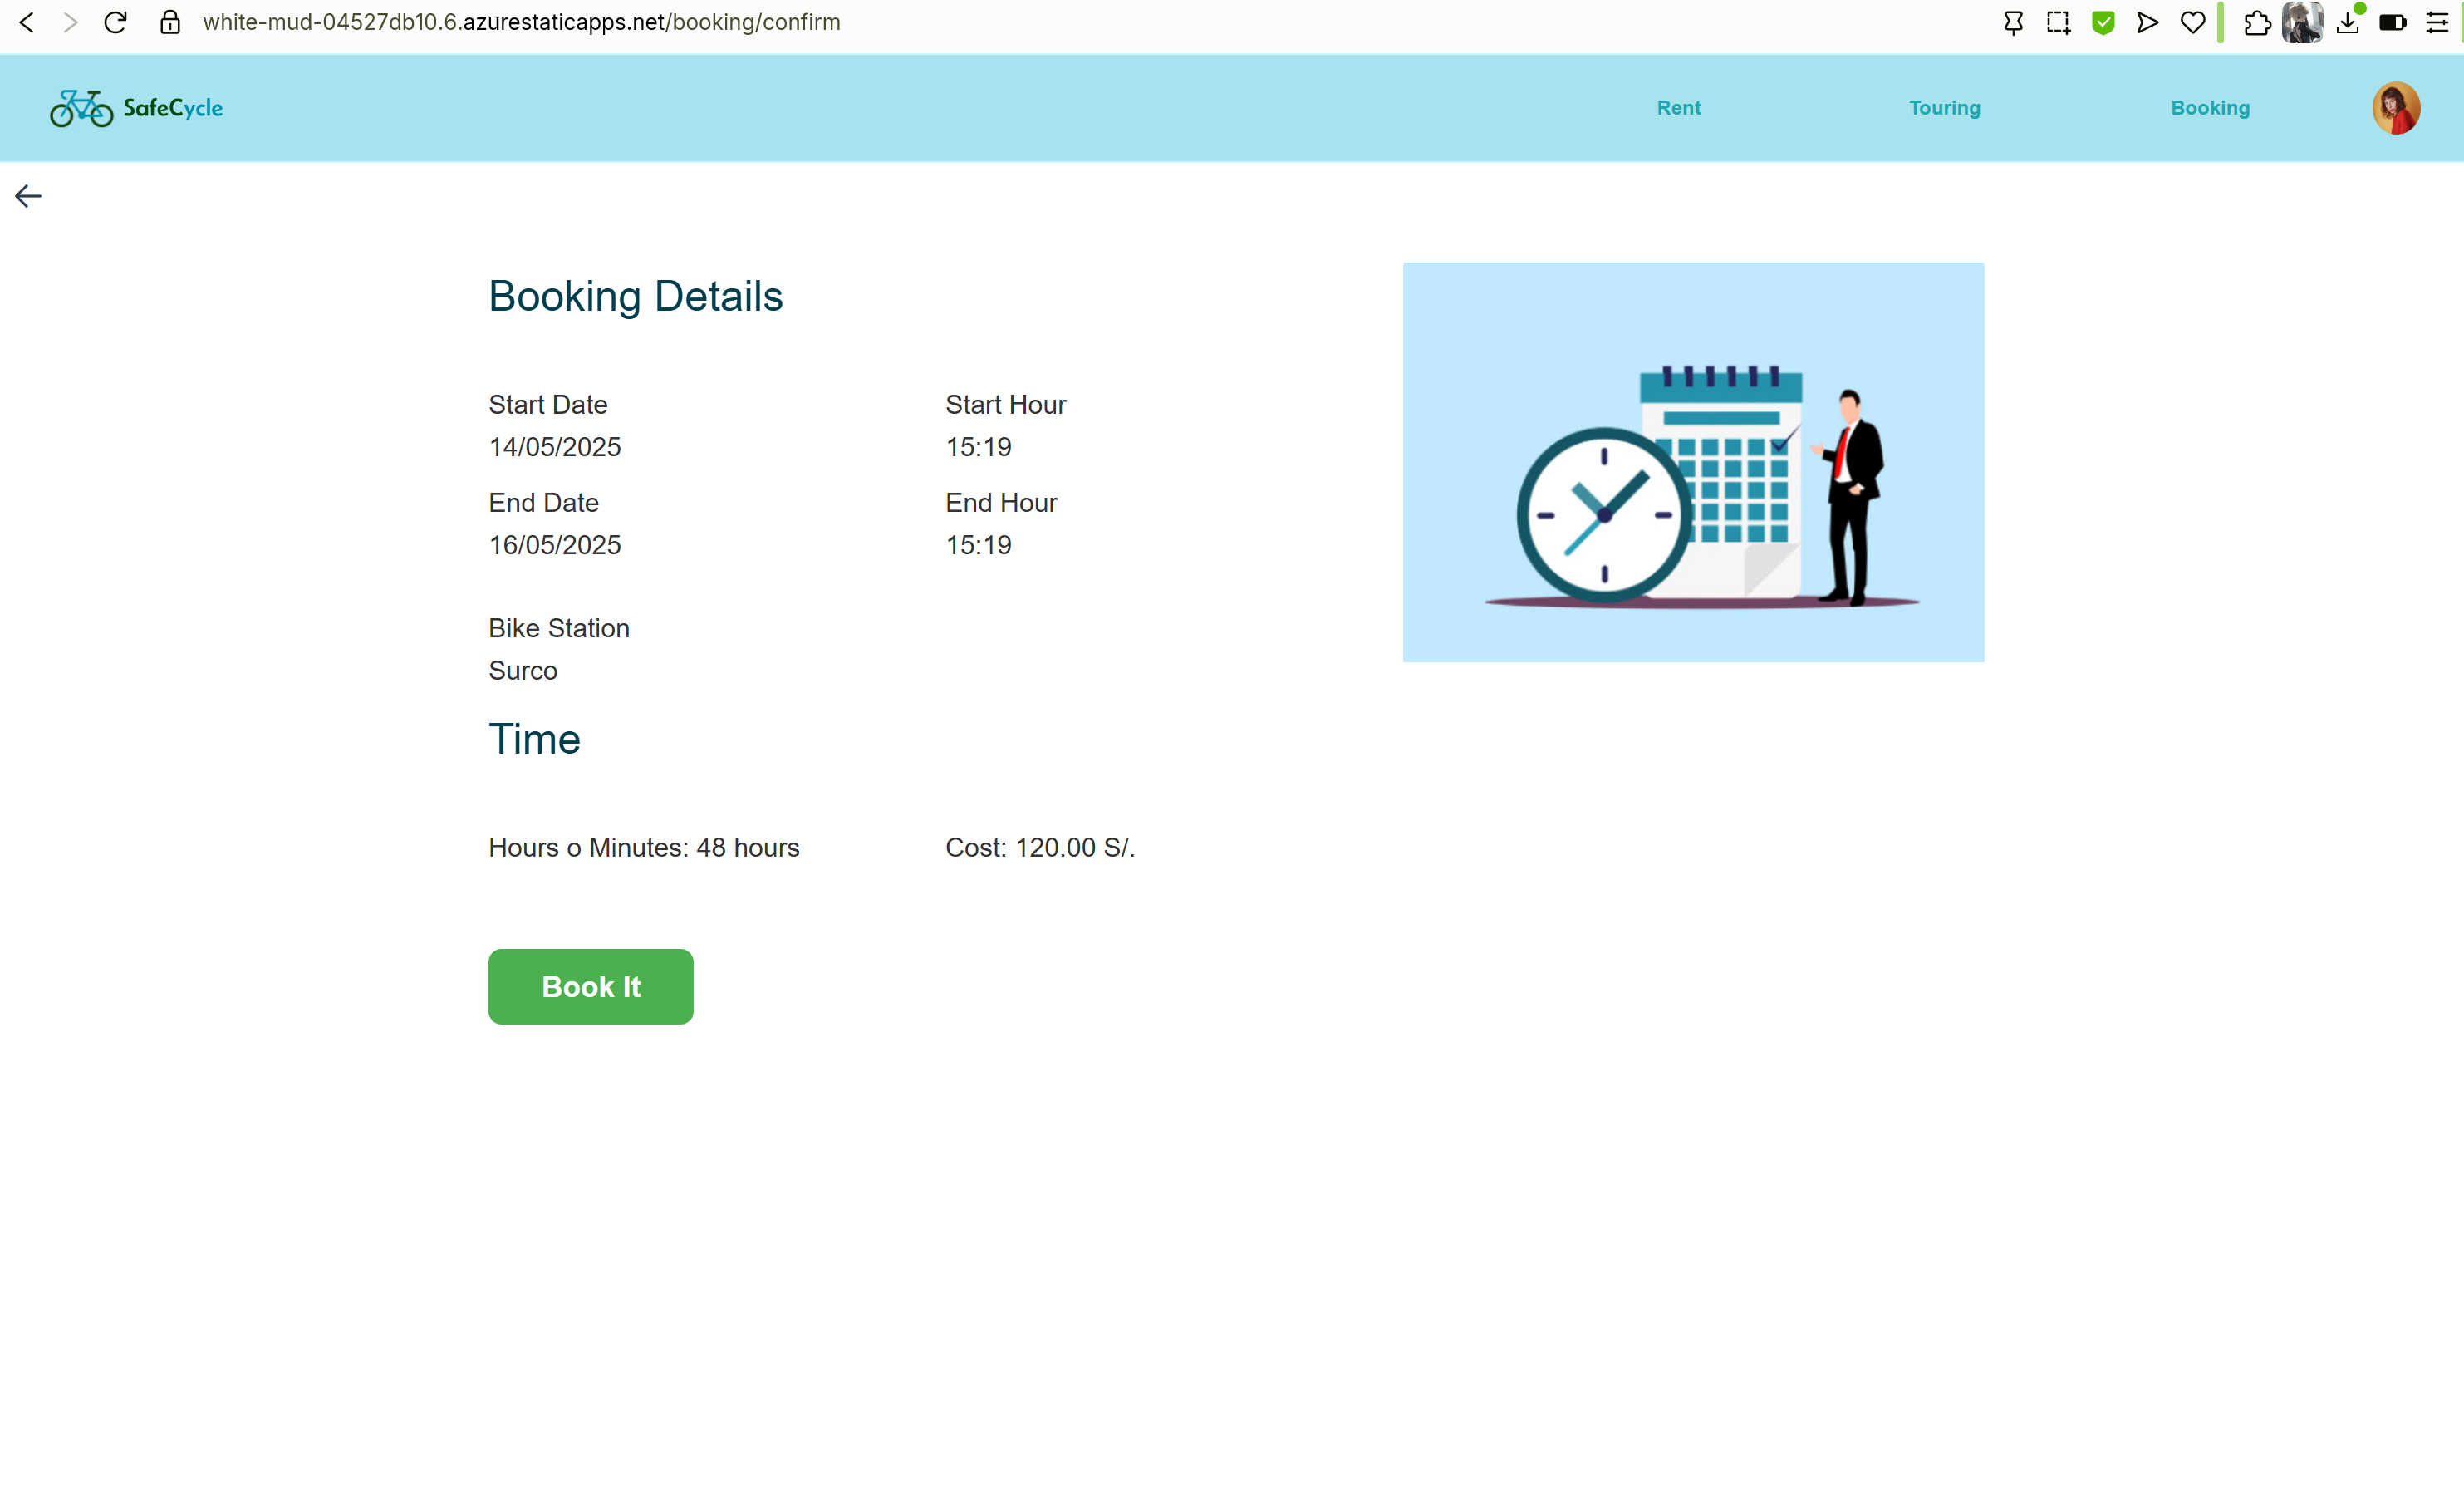 white-mud-04527db10.6.azurestaticapps.net/booking/confirm
SafeCycle
Rent
Touring
Booking
Booking Details
Start Date
Start Hour
14/05/2025
15:19
End Date
End Hour
16/05/2025
15:19
Bike Station
Surco
Time
Hours o Minutes: 48 hours
Cost: 120.00 S/.
Book It